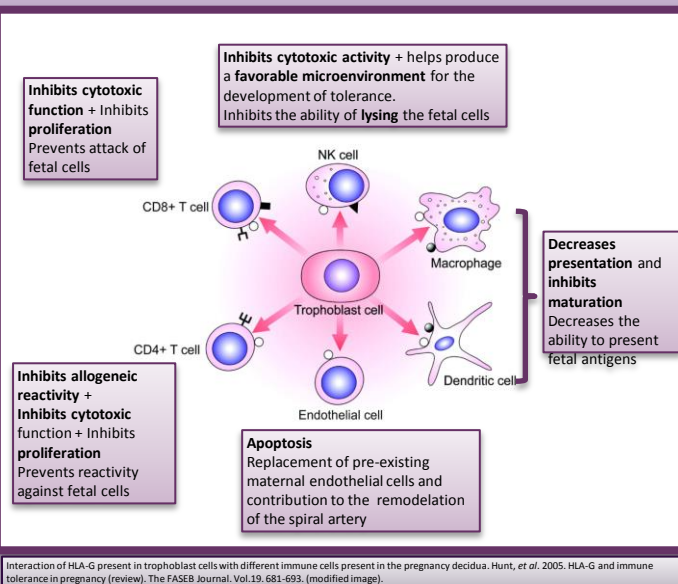 Inhibits cytotoxic activity + helps produce
a favorable microenvironment for the
development of tolerance.
Inhibits the ability of lysing the fetal cells
Inhibits cytotoxic
function + Inhibits
proliferation
Prevents attack of
fetal cells
NK cell
CD8+ T cell
Macrophage
Trophoblast cell
Decreases
presentation and
inhibits
maturation
Decreases the
ability to present
fetal antigens
CD4+ T cell
Dendritic cell
Endothelial cell
Inhibits allogeneic
reactivity +
Inhibits cytotoxic
function + Inhibits
proliferation
Prevents reactivity
against fetal cells
Apoptosis
Replacement of pre-existing
maternal endothelial cells and
contribution to the remodelation
of the spiral artery
Interaction of HLA-G present in trophoblast cells with different immune cells present in the pregnancy decidua. Hunt, et al. 2005. HLA-G and immune
tolerance in pregnancy (review). The FASEB Journal. Vol.19. 681-693. (modified image).